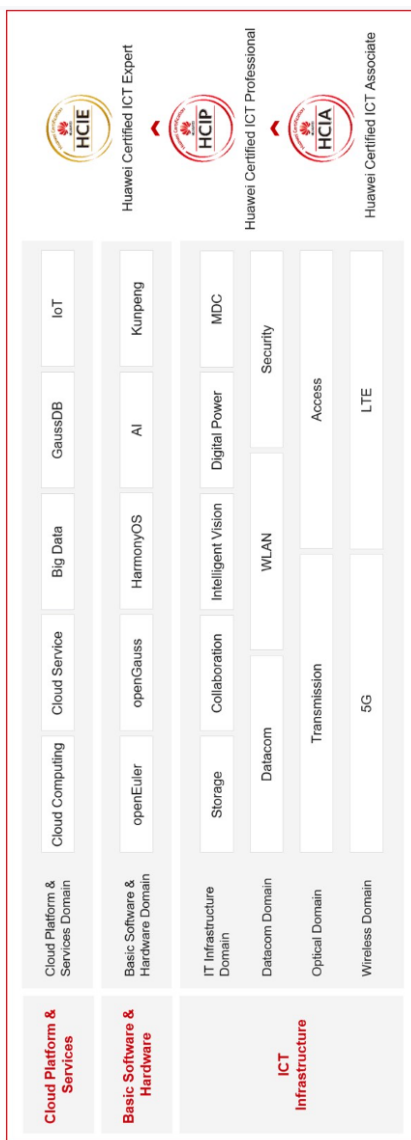 Cloud Platform &
Services
Cloud Platform &
Services Domain
Cloud Computing
Cloud Service
Big Data
GaussDB
IoT
Basic Software &
Hardware
Basic Software &
Hardware Domain
openEuler
openGauss
HarmonyOS
AI
Kunpeng
ICT
Infrastructure
IT Infrastructure
Domain
Storage
Collaboration
Intelligent Vision
Digital Power
MDC
Datacom Domain
Datacom
WLAN
Security
Optical Domain
Transmission
Access
Wireless Domain
5G
LTE
HCIE
Huawei Certified ICT Expert
HCIP
Huawei Certified ICT Professional
HCIA
Huawei Certified ICT Associate